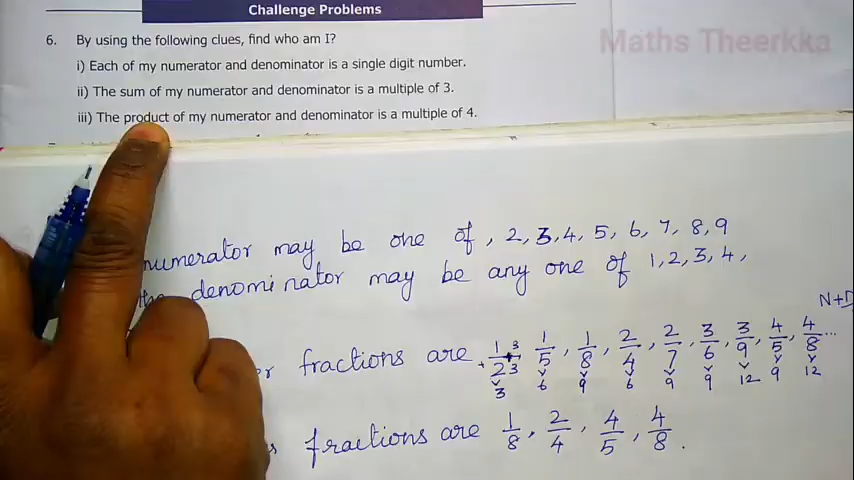 Challenge Problems
6. By using the following clues, find who am I?
Maths Theerkka
i) Each of my numerator and denominator is a single digit number.
ii) The sum of my numerator and denominator is a multiple of 3.
iii) The product of my numerator and denominator is a multiple of 4.
numerator may be one of , 2, 3, 4, 5, 6, 7, 8, 9
the denominator may be any one of 1, 2, 3, 4,
N+D
fractions are 1/2, 1/5, 1/8, 2/4, 2/7, 3/6, 3/9, 4/5, 4/8 ...
3 6 9 6 9 9 12 9 12
fractions are 1/8, 2/4, 4/5, 4/8.